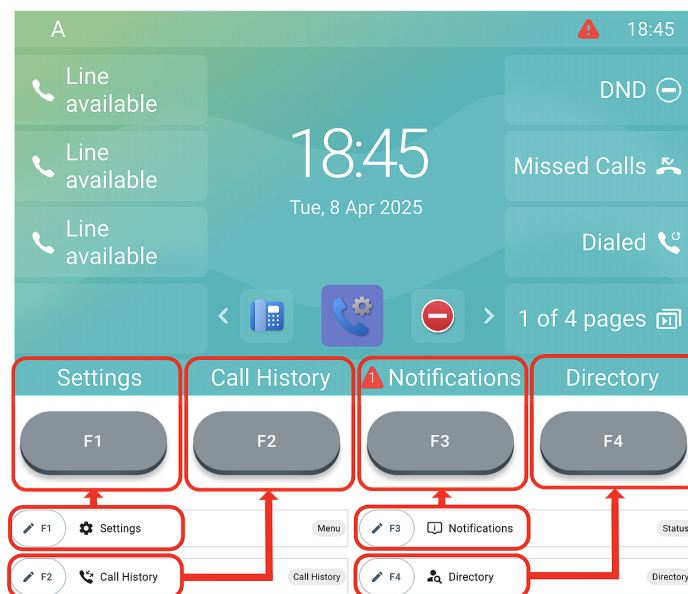 A
18:45
Line
available
DND
Line
available
18:45
Missed Calls
Tue, 8 Apr 2025
Line
available
Dialed
1 of 4 pages
Settings
Call History
1 Notifications
Directory
F1
F2
F3
F4
F1 Settings Menu
F3 Notifications Status
F2 Call History Call History
F4 Directory Directory